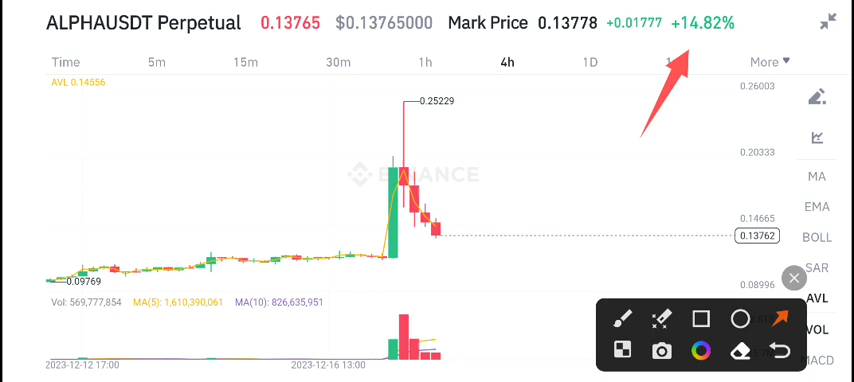 ALPHAUSDT Perpetual 0.13765 $0.13765000 Mark Price 0.13778 +0.01777 +14.82%
Time 5m 15m 30m 1h 4h 1D More
AVL 0.14556
0.26003
0.25229
0.20333
BINANCE
MA
EMA
0.14665
0.13762
BOLL
SAR
0.09769
0.08996
AVL
Vol: 569,777,854 MA(5): 1,610,390,061 MA(10): 826,635,951
VOL
MACD
2023-12-12 17:00 2023-12-16 13:00